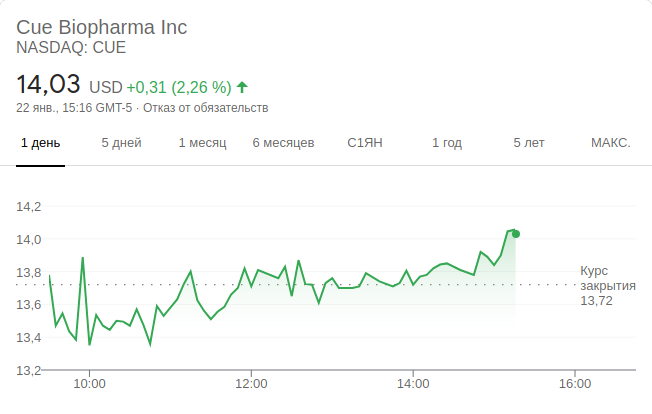 Cue Biopharma Inc
NASDAQ: CUE
14,03 USD +0,31 (2,26 %)
22 янв., 15:16 GMT-5 · Отказ от обязательств
1 день 5 дней 1 месяц 6 месяцев С1ЯН 1 год 5 лет МАКС.
14,2
14,0
13,8
13,6
13,4
13,2
Курс
закрытия
13,72
10:00 12:00 14:00 16:00